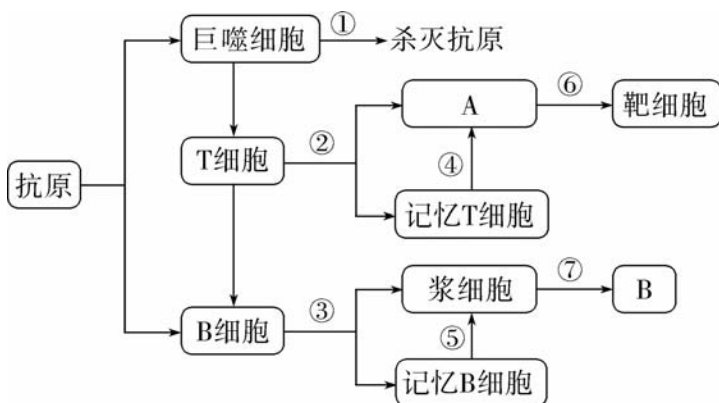 巨噬细胞 ① 杀灭抗原
A ⑥ 靶细胞
T细胞 ②
④
抗原
记忆T细胞
浆细胞 ⑦ B
B细胞 ③
⑤
记忆B细胞